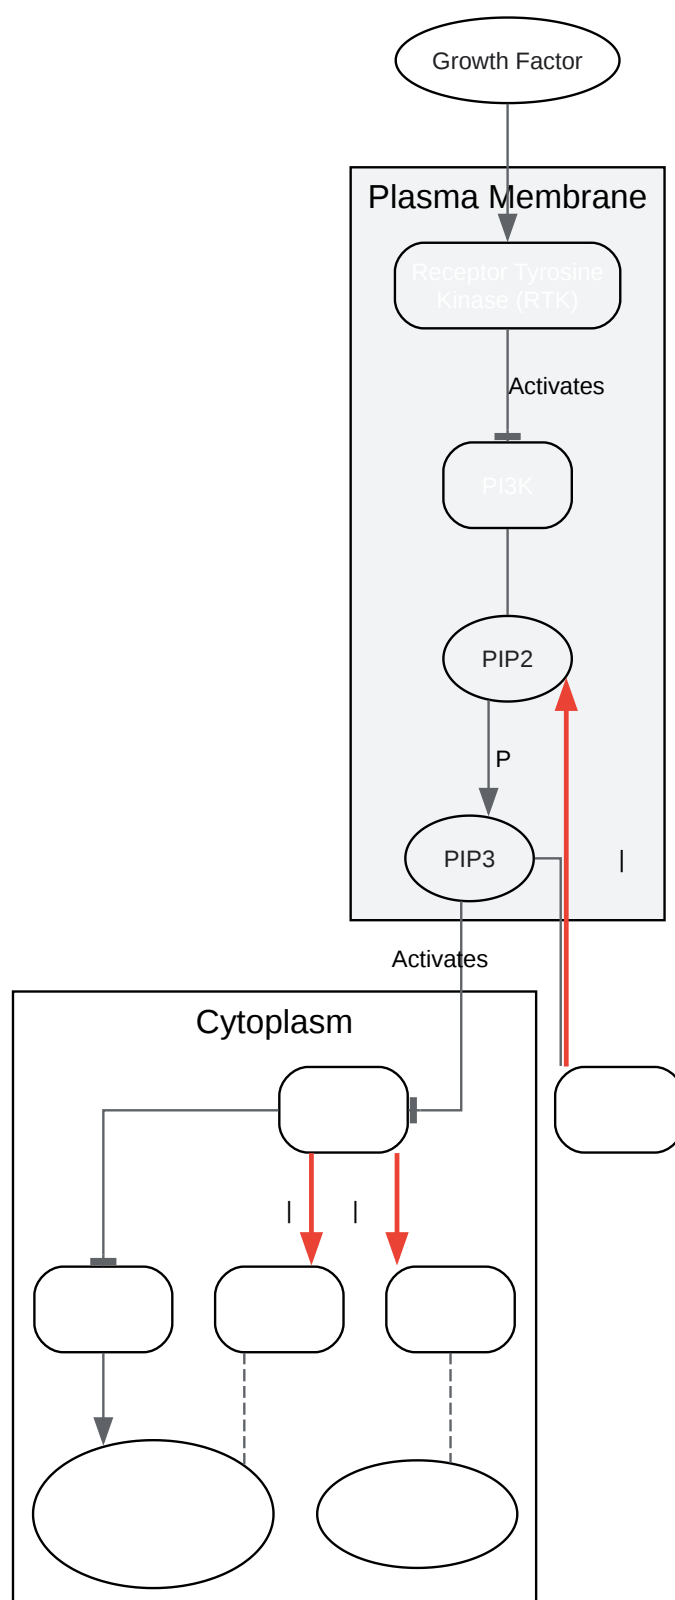 Growth Factor
Plasma Membrane
Receptor Tyrosine
Kinase (RTK)
Activates
PI3K
PIP2
P
PIP3
|
Activates
Cytoplasm
|
|